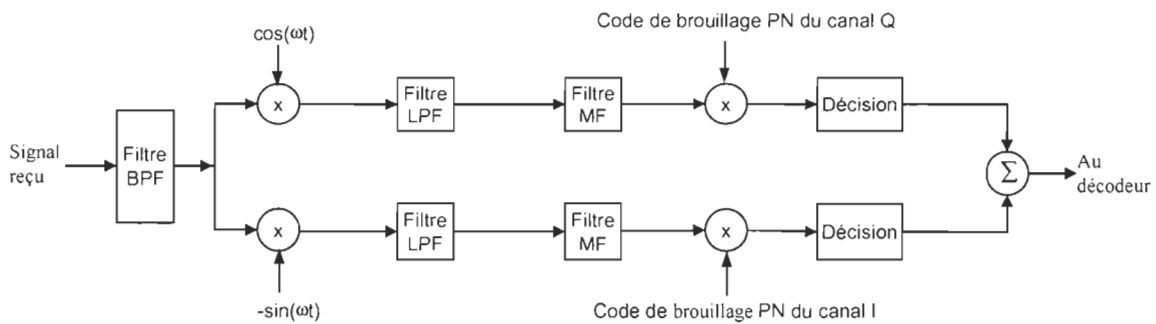 Code de brouillage PN du canal Q
cos(ωt)
x
Filtre
LPF
Filtre
MF
x
Décision
Signal
reçu
Filtre
BPF
Σ
Au
décodeur
x
Filtre
LPF
Filtre
MF
x
Décision
-sin(ωt)
Code de brouillage PN du canal I